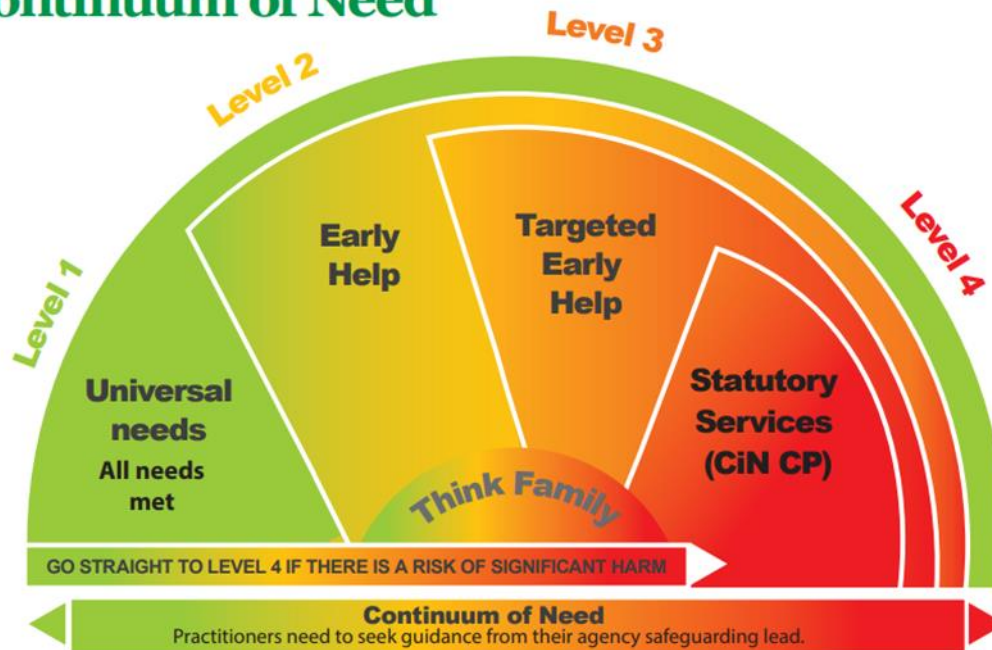 Continuum of Need
Level 1
Level 2
Level 3
Level 4
Universal
needs
All needs
met
Early
Help
Targeted
Early
Help
Statutory
Services
(CiN CP)
Think Family
GO STRAIGHT TO LEVEL 4 IF THERE IS A RISK OF SIGNIFICANT HARM
Continuum of Need
Practitioners need to seek guidance from their agency safeguarding lead.